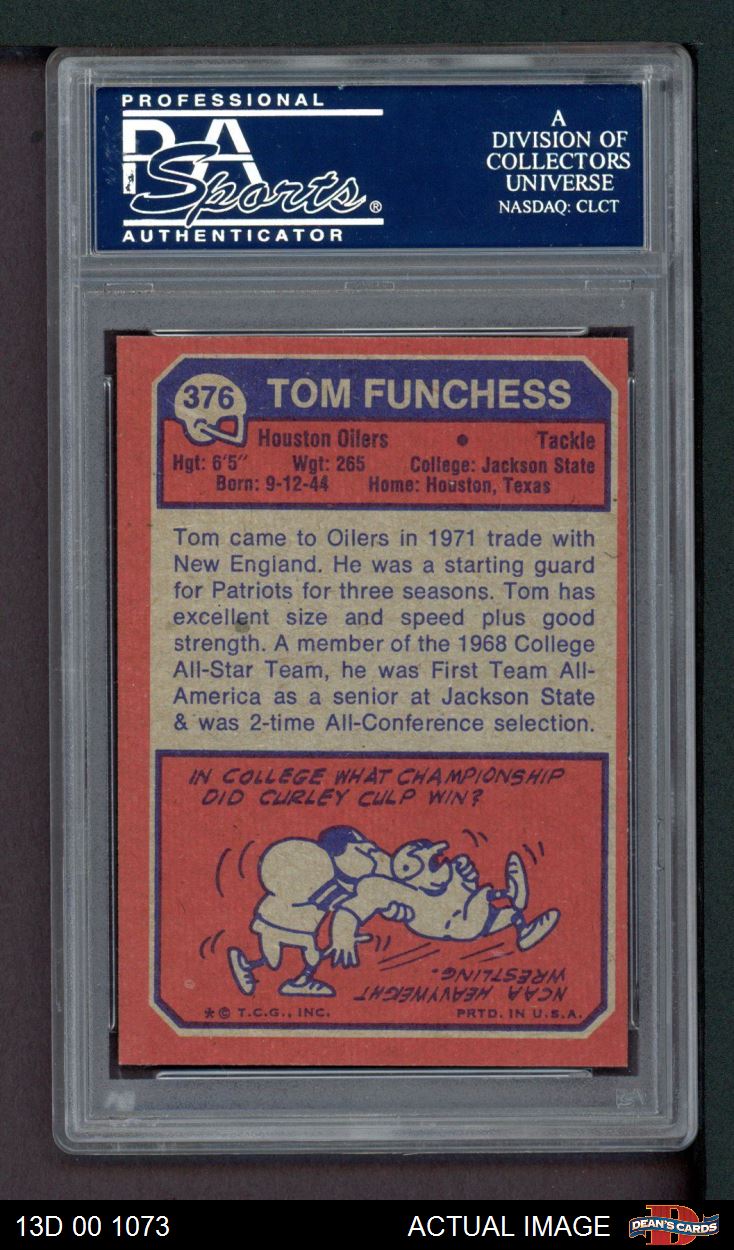 PROFESSIONAL
PSA
Sports®
AUTHENTICATOR
A
DIVISION OF
COLLECTORS
UNIVERSE
NASDAQ: CLCT
376 TOM FUNCHESS
Houston Oilers • Tackle
Hgt: 6'5" Wgt: 265 College: Jackson State
Born: 9-12-44 Home: Houston, Texas
Tom came to Oilers in 1971 trade with
New England. He was a starting guard
for Patriots for three seasons. Tom has
excellent size and speed plus good
strength. A member of the 1968 College
All-Star Team, he was First Team All-
America as a senior at Jackson State
& was 2-time All-Conference selection.
IN COLLEGE WHAT CHAMPIONSHIP
DID CURLEY CULP WIN?
NCAA HEAVYWEIGHT
WRESTLING.
*© T.C.G., INC. PRTD. IN U.S.A.
13D 00 1073 ACTUAL IMAGE DEAN'S CARDS